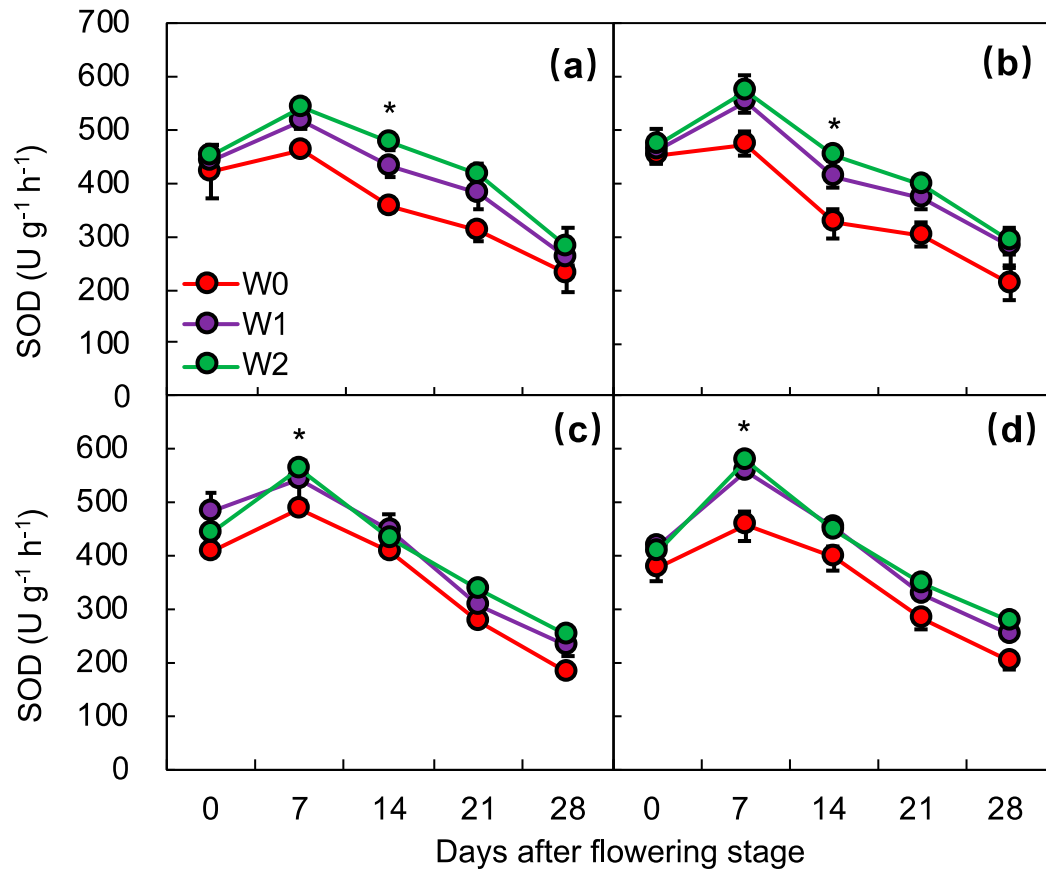 700
600
500
400
300
200
100
0
SOD (U g⁻¹ h⁻¹)
(a)
*
W0
W1
W2
(b)
*
600
500
400
300
200
100
0
SOD (U g⁻¹ h⁻¹)
(c)
*
(d)
*
0 7 14 21 28 0 7 14 21 28
Days after flowering stage